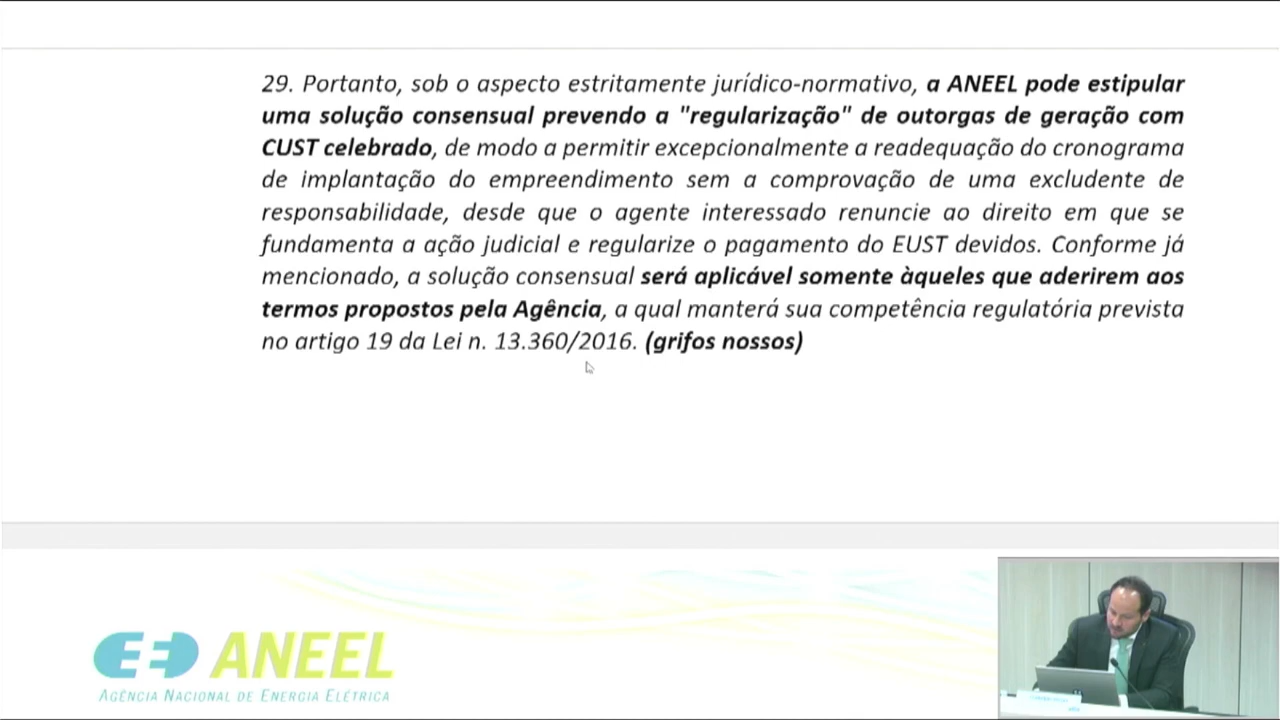 29. Portanto, sob o aspecto estritamente jurídico-normativo, a ANEEL pode estipular
uma solução consensual prevendo a "regularização" de outorgas de geração com
CUST celebrado, de modo a permitir excepcionalmente a readequação do cronograma
de implantação do empreendimento sem a comprovação de uma excludente de
responsabilidade, desde que o agente interessado renuncie ao direito em que se
fundamenta a ação judicial e regularize o pagamento do EUST devidos. Conforme já
mencionado, a solução consensual será aplicável somente àqueles que aderirem aos
termos propostos pela Agência, a qual manterá sua competência regulatória prevista
no artigo 19 da Lei n. 13.360/2016. (grifos nossos)
ANEEL
AGÊNCIA NACIONAL DE ENERGIA ELÉTRICA